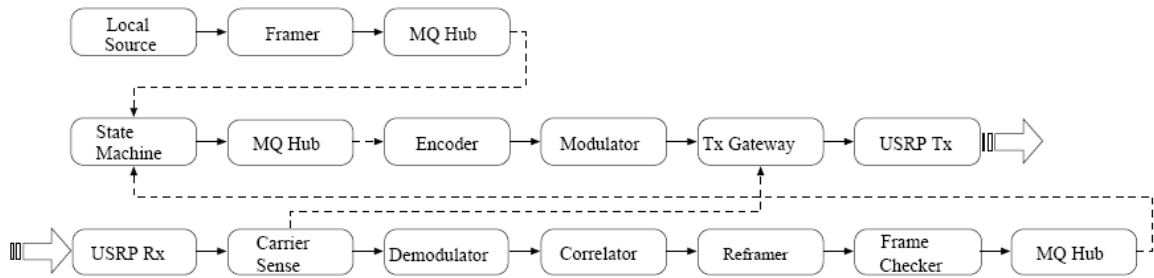 Local
Source
Framer
MQ Hub
State
Machine
MQ Hub
Encoder
Modulator
Tx Gateway
USRP Tx
USRP Rx
Carrier
Sense
Demodulator
Correlator
Reframer
Frame
Checker
MQ Hub